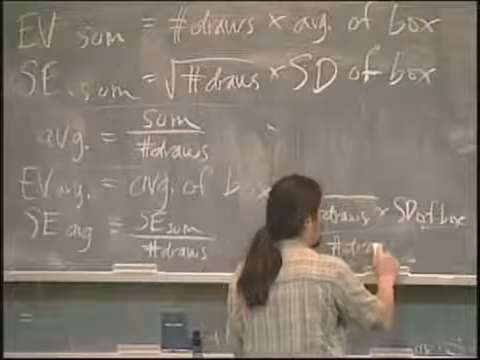 EV sum = #draws × avg. of box
SE sum = √#draws × SD of box
avg. = sum / #draws
EV avg. = avg. of box
SE avg = SE sum / #draws
√#draws × SD of box
#draws